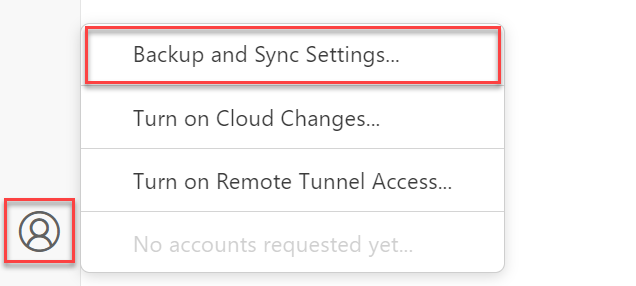 Backup and Sync Settings...
Turn on Cloud Changes...
Turn on Remote Tunnel Access...
No accounts requested yet...